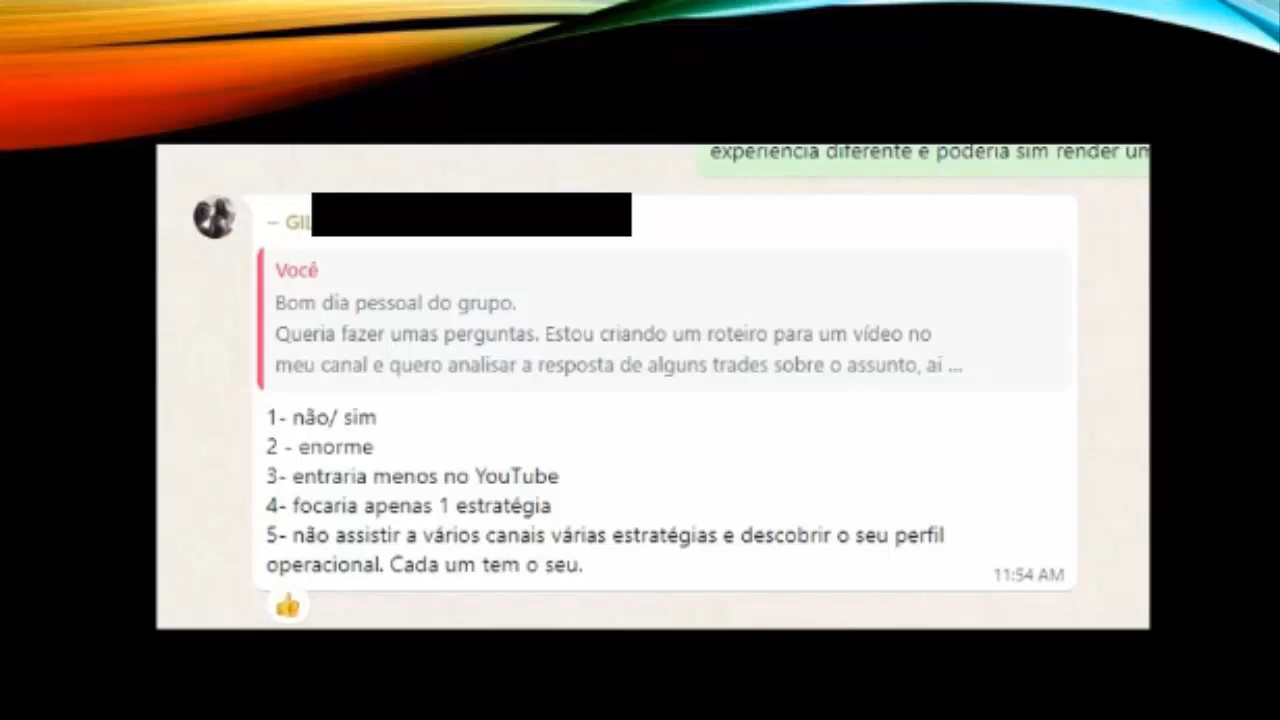 experiencia diferente e poderia sim render um
~ GIL
Você
Bom dia pessoal do grupo.
Queria fazer umas perguntas. Estou criando um roteiro para um vídeo no
meu canal e quero analisar a resposta de alguns trades sobre o assunto, ai ...
1- não/ sim
2 - enorme
3- entraria menos no YouTube
4- focaria apenas 1 estratégia
5- não assistir a vários canais várias estratégias e descobrir o seu perfil
operacional. Cada um tem o seu.
11:54 AM